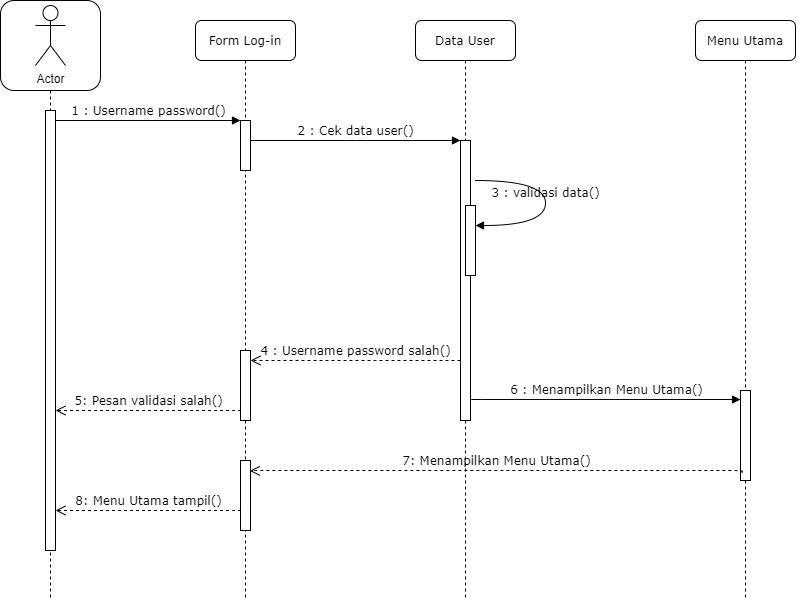 Form Log-in
Data User
Menu Utama
Actor
1 : Username password()
2 : Cek data user()
3 : validasi data()
4 : Username password salah()
6 : Menampilkan Menu Utama()
5: Pesan validasi salah()
7: Menampilkan Menu Utama()
8: Menu Utama tampil()